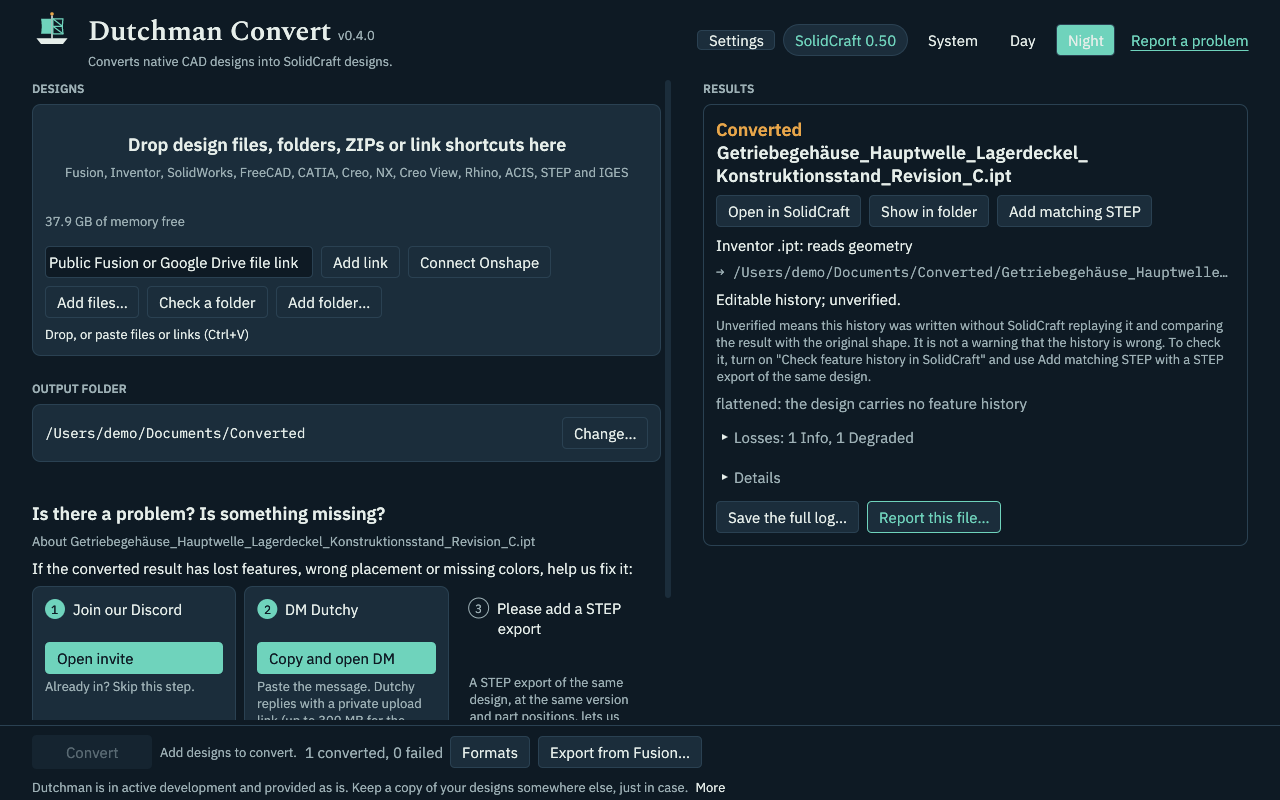 Dutchman Convert v0.4.0
Converts native CAD designs into SolidCraft designs.
Settings
SolidCraft 0.50
System
Day
Night
Report a problem
DESIGNS
Drop design files, folders, ZIPs or link shortcuts here
Fusion, Inventor, SolidWorks, FreeCAD, CATIA, Creo, NX, Creo View, Rhino, ACIS, STEP and IGES
37.9 GB of memory free
Public Fusion or Google Drive file link
Add link
Connect Onshape
Add files...
Check a folder
Add folder...
Drop, or paste files or links (Ctrl+V)
OUTPUT FOLDER
/Users/demo/Documents/Converted
Change...
Is there a problem? Is something missing?
About Getriebegehäuse_Hauptwelle_Lagerdeckel_Konstruktionsstand_Revision_C.ipt
If the converted result has lost features, wrong placement or missing colors, help us fix it:
1 Join our Discord
Open invite
Already in? Skip this step.
2 DM Dutchy
Copy and open DM
Paste the message. Dutchy
replies with a private upload
link (up to 300 MB for the
3 Please add a STEP
export
A STEP export of the same
design, at the same version
and part positions, lets us
RESULTS
Converted
Getriebegehäuse_Hauptwelle_Lagerdeckel_
Konstruktionsstand_Revision_C.ipt
Open in SolidCraft
Show in folder
Add matching STEP
Inventor .ipt: reads geometry
→ /Users/demo/Documents/Converted/Getriebegehäuse_Hauptwelle…
Editable history; unverified.
Unverified means this history was written without SolidCraft replaying it and comparing
the result with the original shape. It is not a warning that the history is wrong. To check
it, turn on "Check feature history in SolidCraft" and use Add matching STEP with a STEP
export of the same design.
flattened: the design carries no feature history
▸ Losses: 1 Info, 1 Degraded
▸ Details
Save the full log...
Report this file...
Convert
Add designs to convert.
1 converted, 0 failed
Formats
Export from Fusion...
Dutchman is in active development and provided as is. Keep a copy of your designs somewhere else, just in case. More